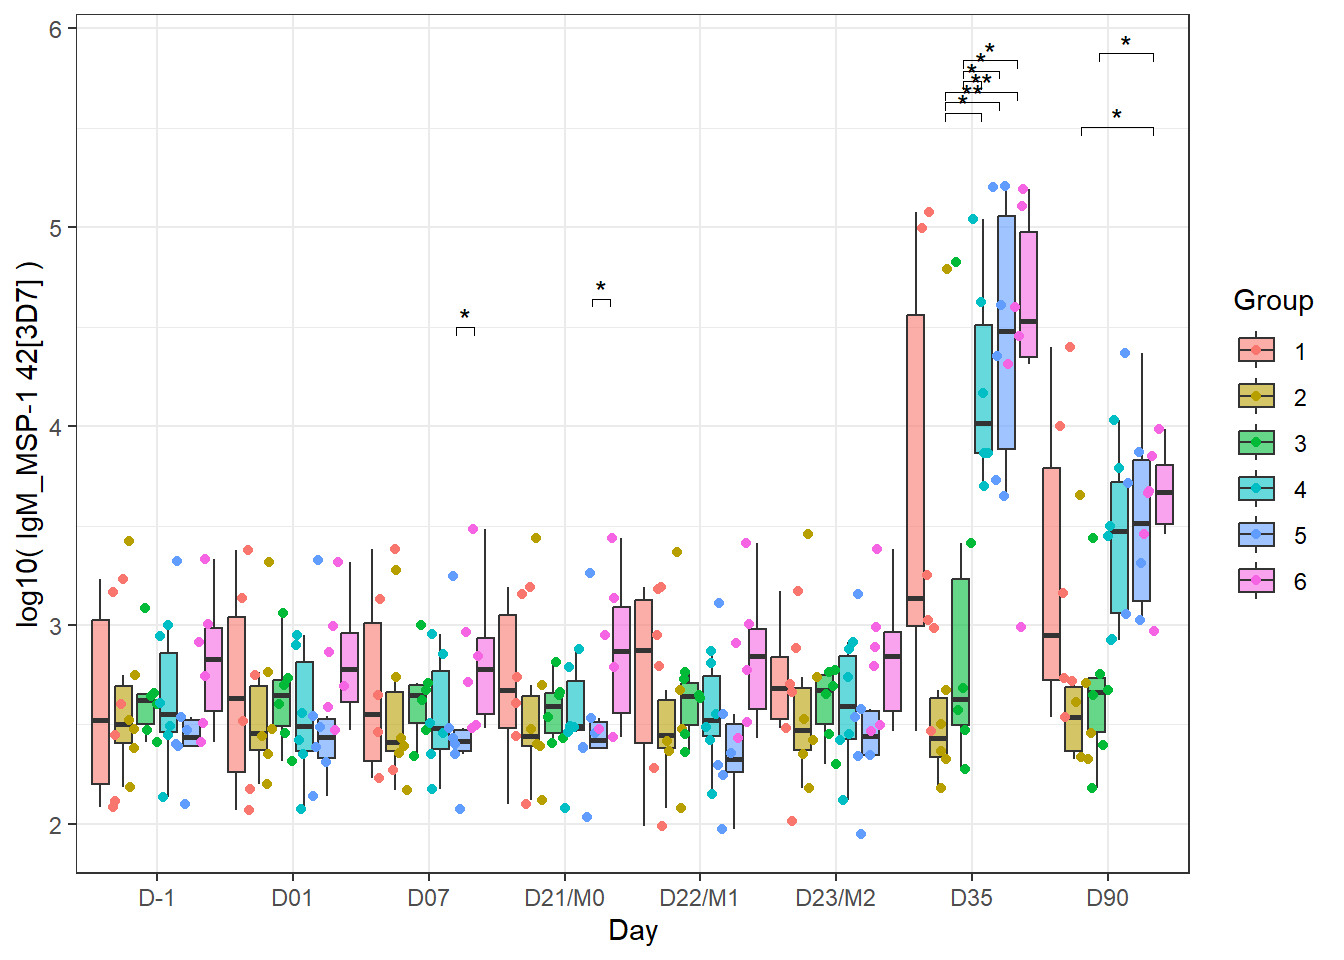 log10( IgM_MSP-1 42[3D7] )
6
5
4
3
2
*
*
*
*
*
**
**
*
*
*
D-1
D01
D07
D21/M0
D22/M1
D23/M2
D35
D90
Day
Group
1
2
3
4
5
6